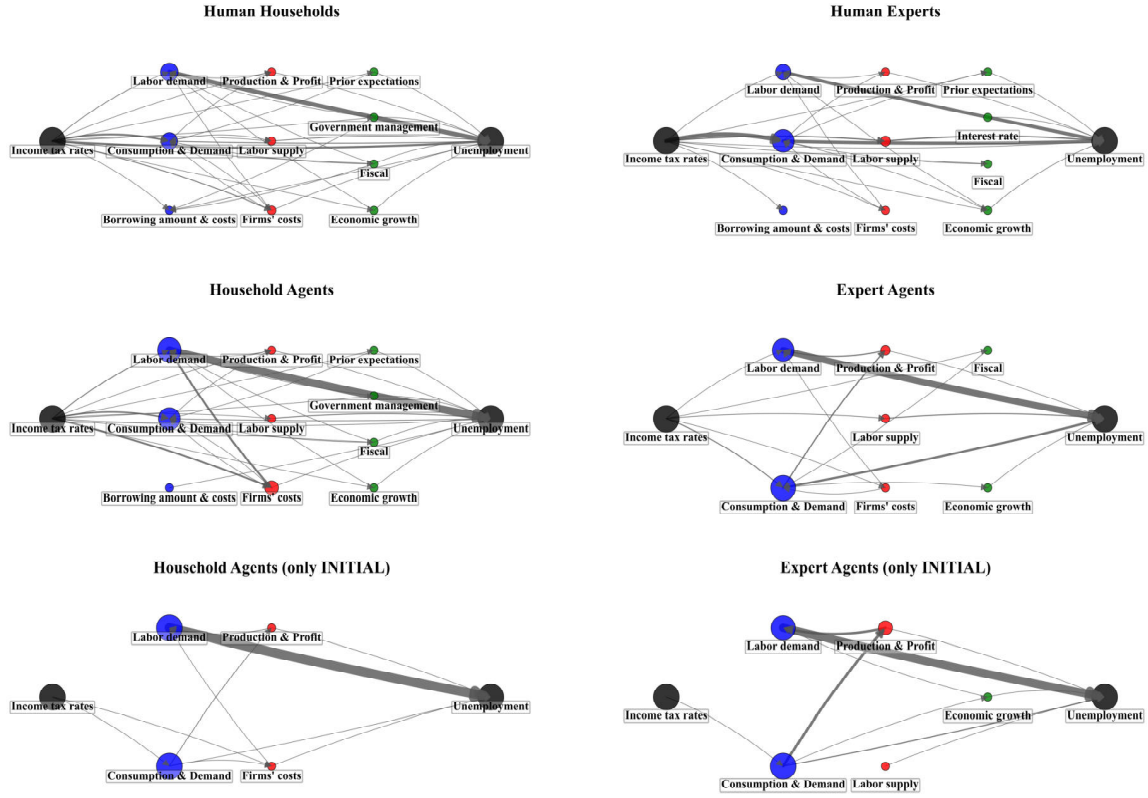 Human Households
Labor demand
Production & Profit
Prior expectations
Government management
Income tax rates
Consumption & Demand
Labor supply
Unemployment
Fiscal
Borrowing amount & costs
Firms' costs
Economic growth
Human Experts
Labor demand
Production & Profit
Prior expectations
Interest rate
Income tax rates
Consumption & Demand
Labor supply
Unemployment
Fiscal
Borrowing amount & costs
Firms' costs
Economic growth
Household Agents
Labor demand
Production & Profit
Prior expectations
Government management
Income tax rates
Consumption & Demand
Labor supply
Unemployment
Fiscal
Borrowing amount & costs
Firms' costs
Economic growth
Expert Agents
Labor demand
Production & Profit
Fiscal
Income tax rates
Labor supply
Unemployment
Consumption & Demand
Firms' costs
Economic growth
Household Agents (only INITIAL)
Labor demand
Production & Profit
Income tax rates
Unemployment
Consumption & Demand
Firms' costs
Expert Agents (only INITIAL)
Labor demand
Production & Profit
Income tax rates
Economic growth
Unemployment
Consumption & Demand
Labor supply